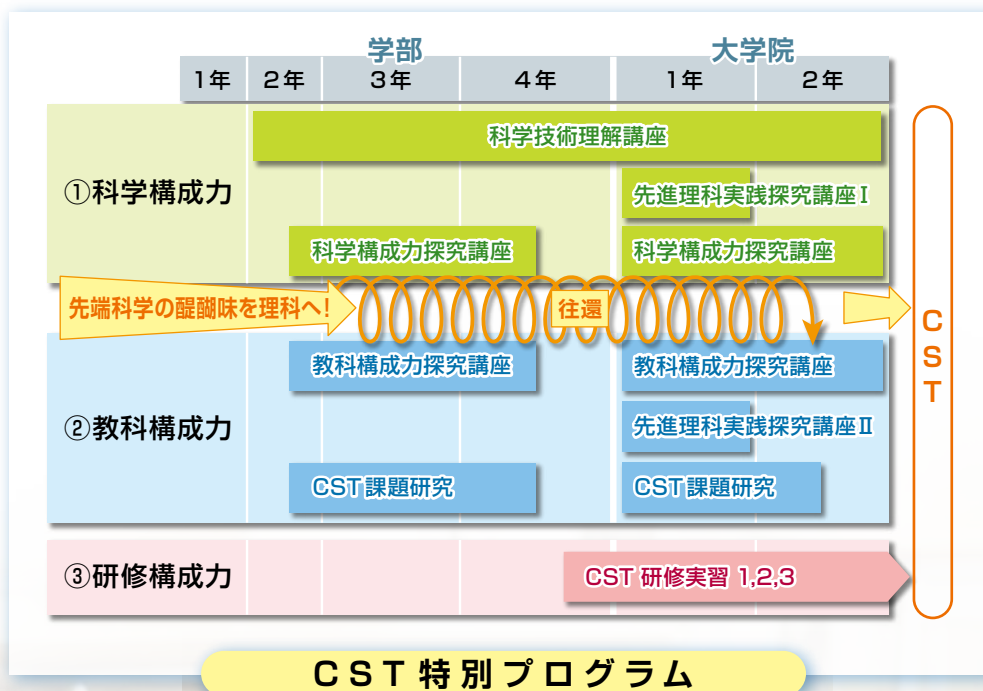 学部
大学院
1年
2年
3年
4年
1年
2年
科学技術理解講座
①科学構成力
先進理科実践探究講座Ⅰ
科学構成力探究講座
科学構成力探究講座
先端科学の醍醐味を理科へ!
往還
CST
教科構成力探究講座
教科構成力探究講座
②教科構成力
先進理科実践探究講座Ⅱ
CST課題研究
CST課題研究
③研修構成力
CST 研修実習 1,2,3
CST特別プログラム